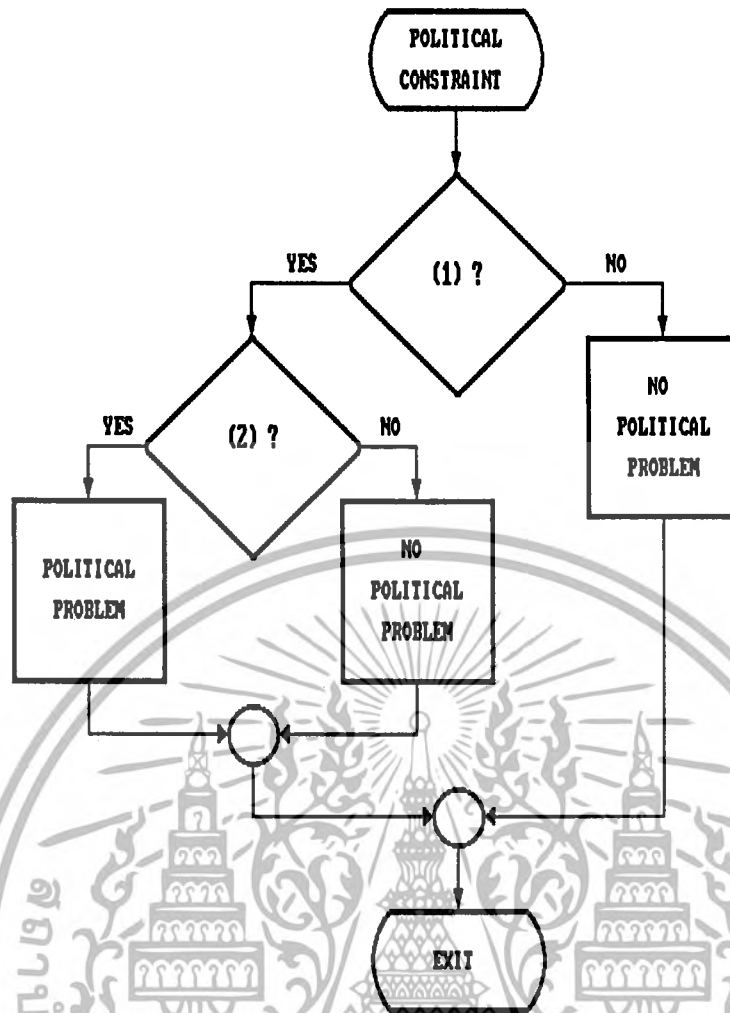 POLITICAL
CONSTRAINT
(1) ?
YES
NO
(2) ?
YES
NO
NO
POLITICAL
PROBLEM
POLITICAL
PROBLEM
NO
POLITICAL
PROBLEM
EXIT